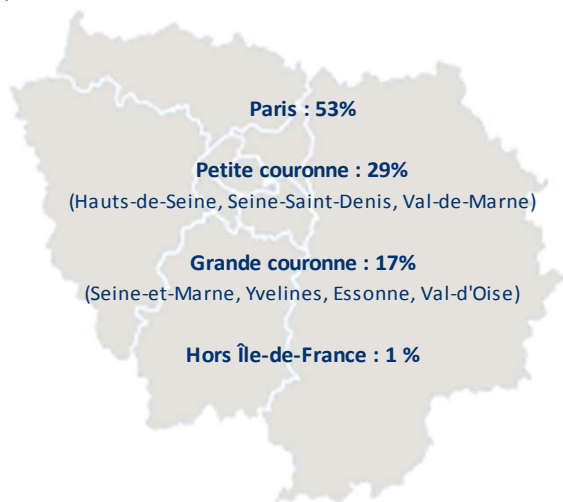 Paris : 53%
Petite couronne : 29%
(Hauts-de-Seine, Seine-Saint-Denis, Val-de-Marne)
Grande couronne : 17%
(Seine-et-Marne, Yvelines, Essonne, Val-d'Oise)
Hors Île-de-France : 1 %